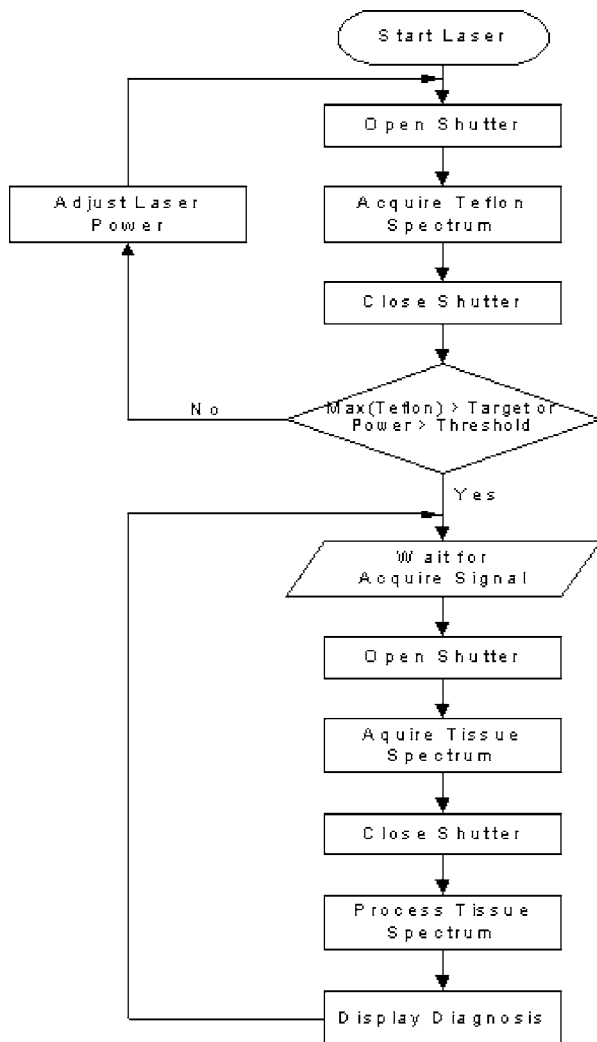 Start Laser
Open Shutter
Adjust Laser
Power
Acquire Teflon
Spectrum
Close Shutter
No
Max(Teflon) > Target or
Power > Threshold
Yes
Wait for
Acquire Signal
Open Shutter
Aquire Tissue
Spectrum
Close Shutter
Process Tissue
Spectrum
Display Diagnosis